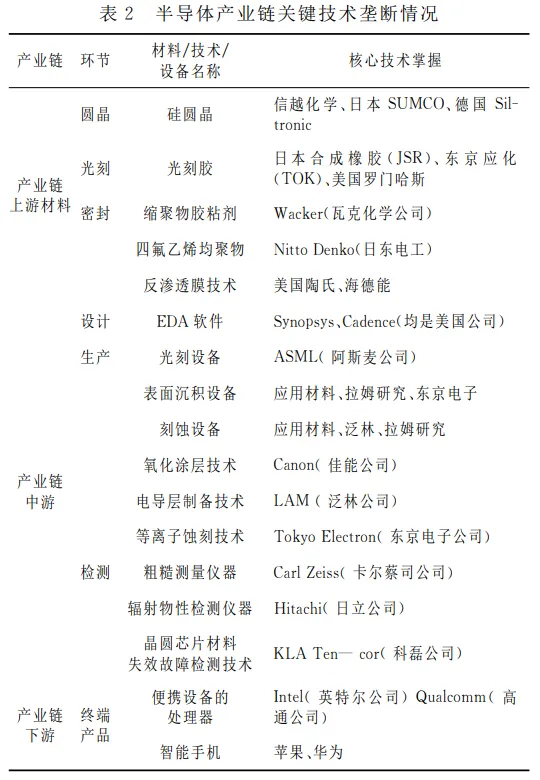 表 2 半导体产业链关键技术垄断情况
产业链 环节 材料/技术/设备名称 核心技术掌握
产业链上游材料 圆晶 硅圆晶 信越化学、日本 SUMCO、德国 Sil-
tronic
光刻 光刻胶 日本合成橡胶(JSR)、东京应化
(TOK)、美国罗门哈斯
密封 缩聚物胶粘剂 Wacker(瓦克化学公司)
四氟乙烯均聚物 Nitto Denko(日东电工)
反渗透膜技术 美国陶氏、海德能
产业链中游 设计 EDA 软件 Synopsys、Cadence(均是美国公司)
生产 光刻设备 ASML( 阿斯麦公司)
表面沉积设备 应用材料、拉姆研究、东京电子
刻蚀设备 应用材料、泛林、拉姆研究
氧化涂层技术 Canon( 佳能公司)
电导层制备技术 LAM ( 泛林公司)
等离子蚀刻技术 Tokyo Electron( 东京电子公司)
检测 粗糙测量仪器 Carl Zeiss( 卡尔蔡司公司)
辐射物性检测仪器 Hitachi( 日立公司)
晶圆芯片材料
失效故障检测技术 KLA Ten— cor( 科磊公司)
产业链下游 终端产品 便携设备的处理器 Intel( 英特尔公司) Qualcomm( 高
通公司)
智能手机 苹果、华为